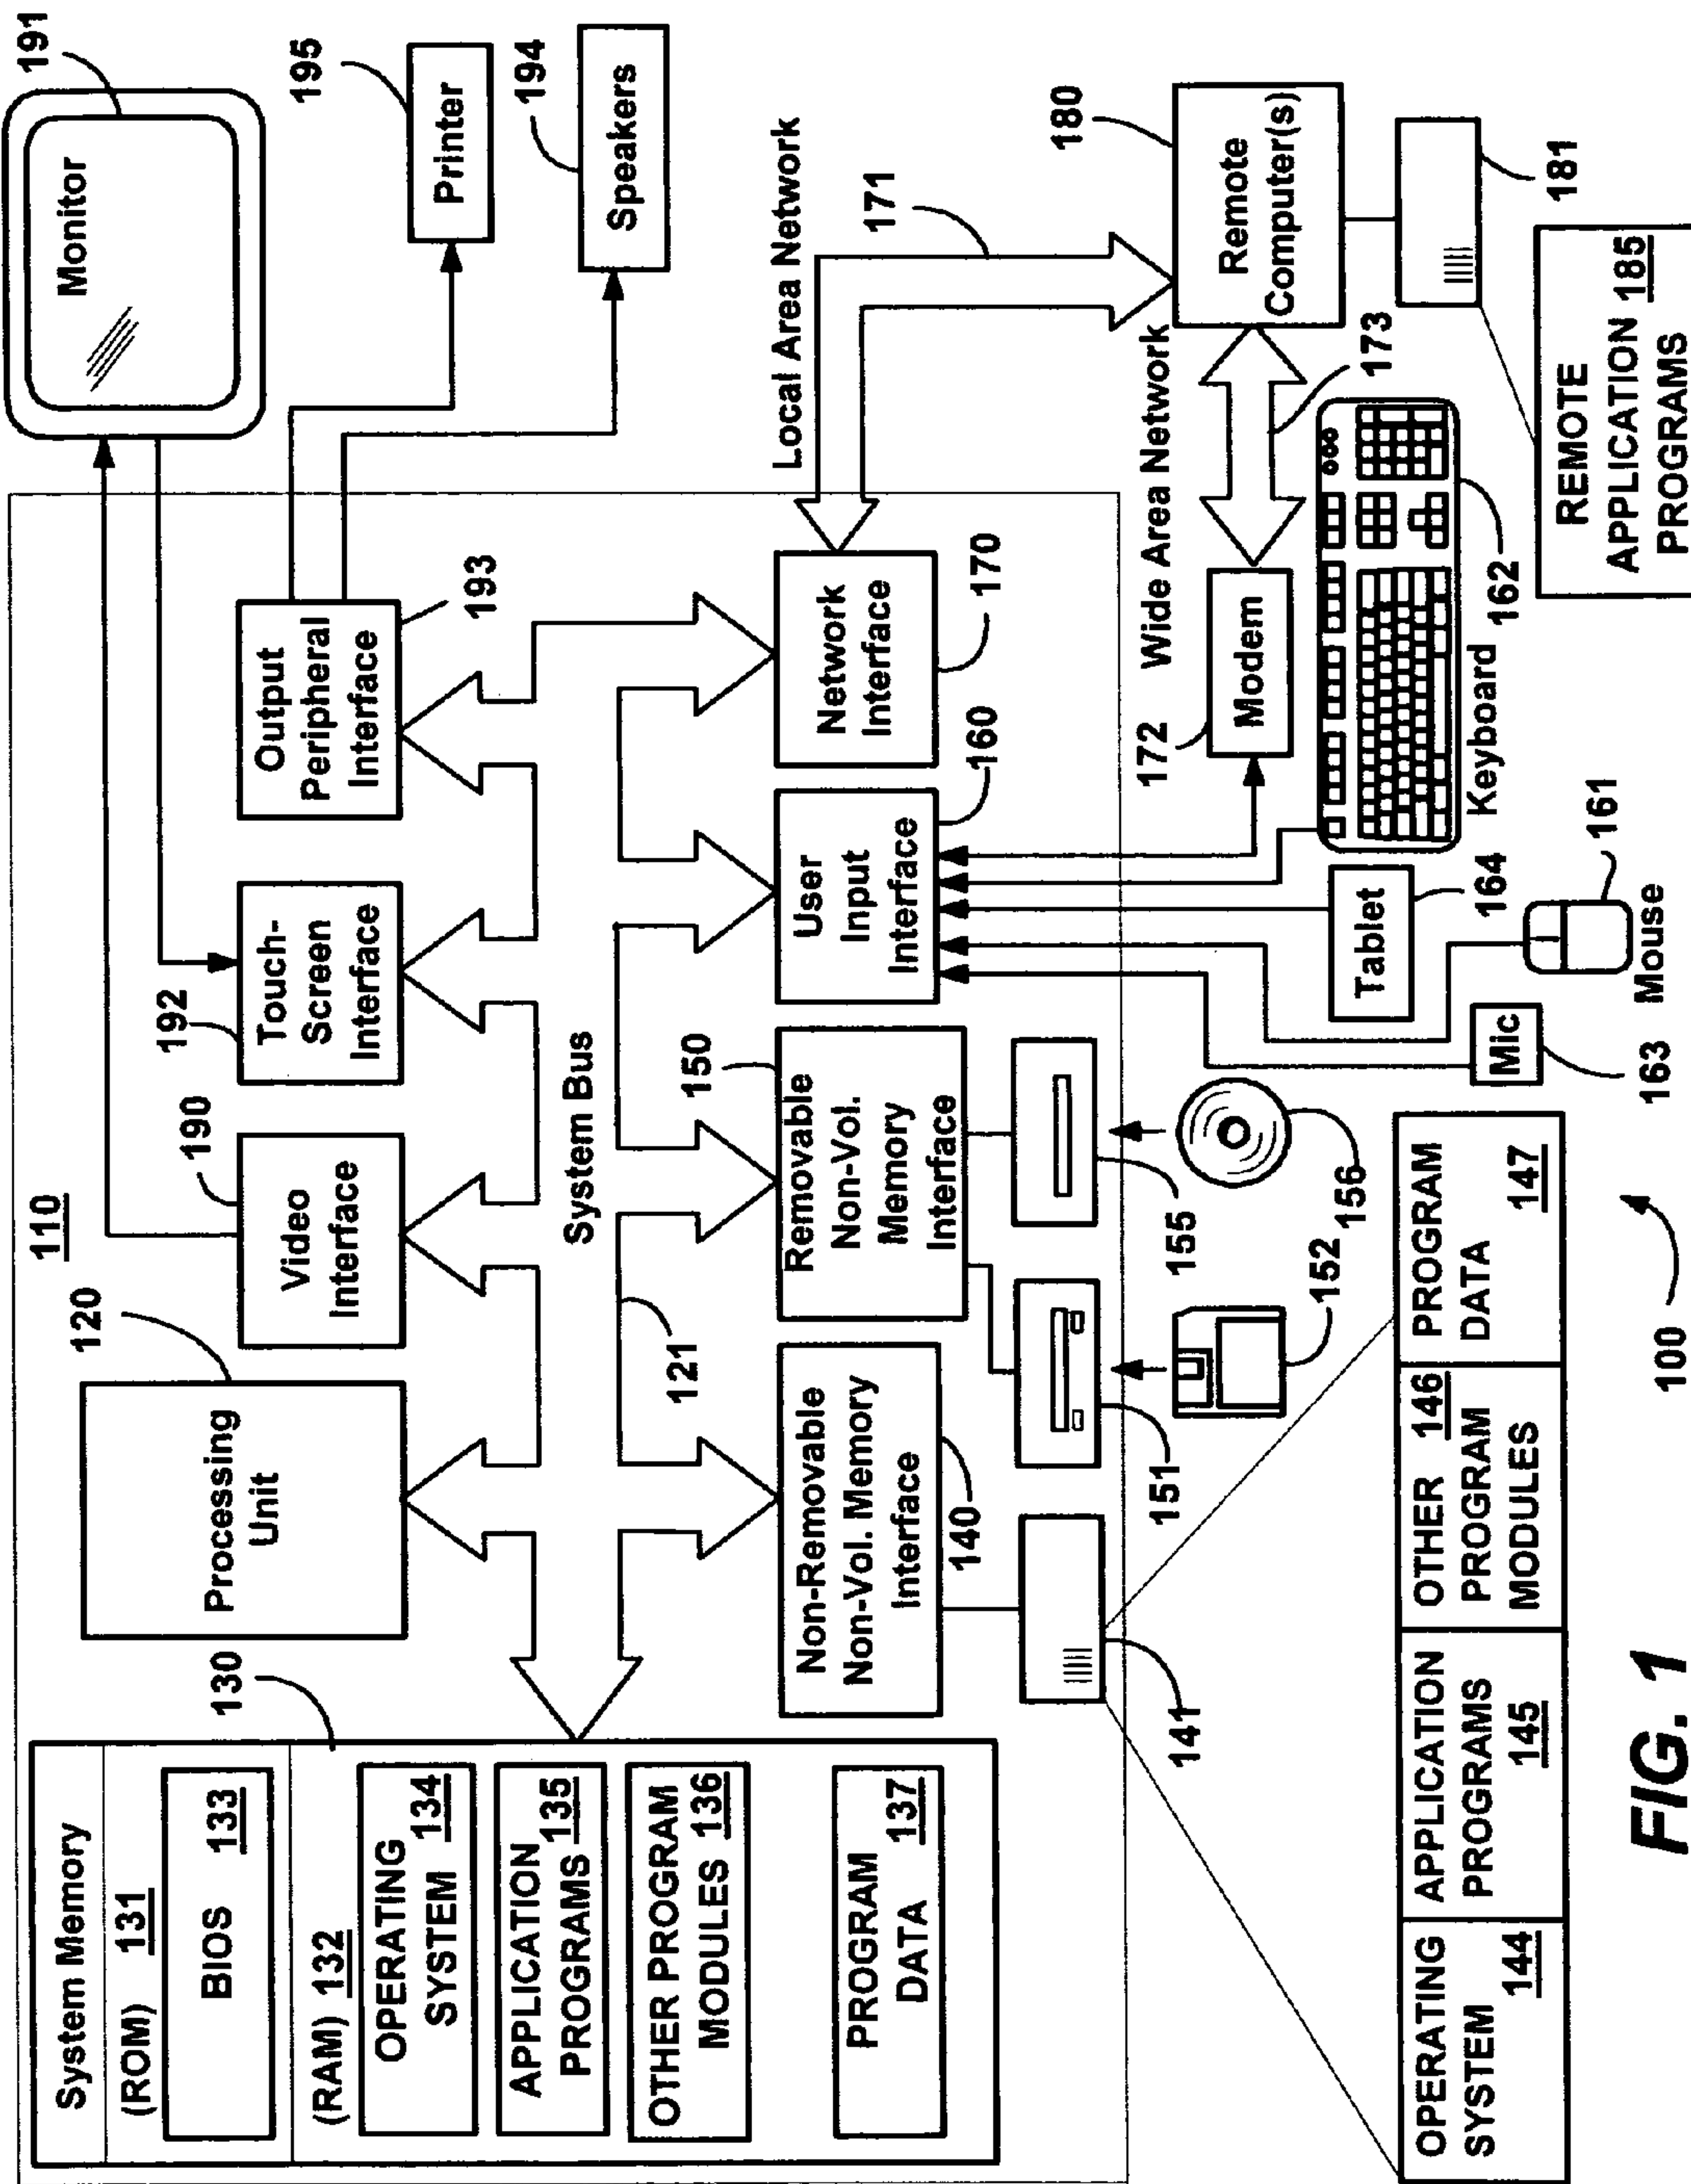 110
System Memory
(ROM) 131
BIOS 133
(RAM) 132
OPERATING
SYSTEM 134
APPLICATION
PROGRAMS 135
OTHER PROGRAM
MODULES 136
PROGRAM
DATA 137
130
120
Processing
Unit
190
Video
Interface
192
Touch-
Screen
Interface
Output
Peripheral
Interface
193
Monitor
191
Printer
195
Speakers
194
System Bus
121
Non-Removable
Non-Vol. Memory
Interface
140
150
Removable
Non-Vol.
Memory
Interface
User
Input
Interface
160
Network
Interface
170
Local Area Network
171
141
151
152
155
156
172
Modem
Wide Area Network
173
Remote
Computer(s)
180
181
Keyboard
162
Tablet
164
Mic
163
Mouse
161
REMOTE
APPLICATION 185
PROGRAMS
OPERATING
SYSTEM
144
APPLICATION
PROGRAMS
145
OTHER 146
PROGRAM
MODULES
PROGRAM
DATA
147
100
FIG. 1